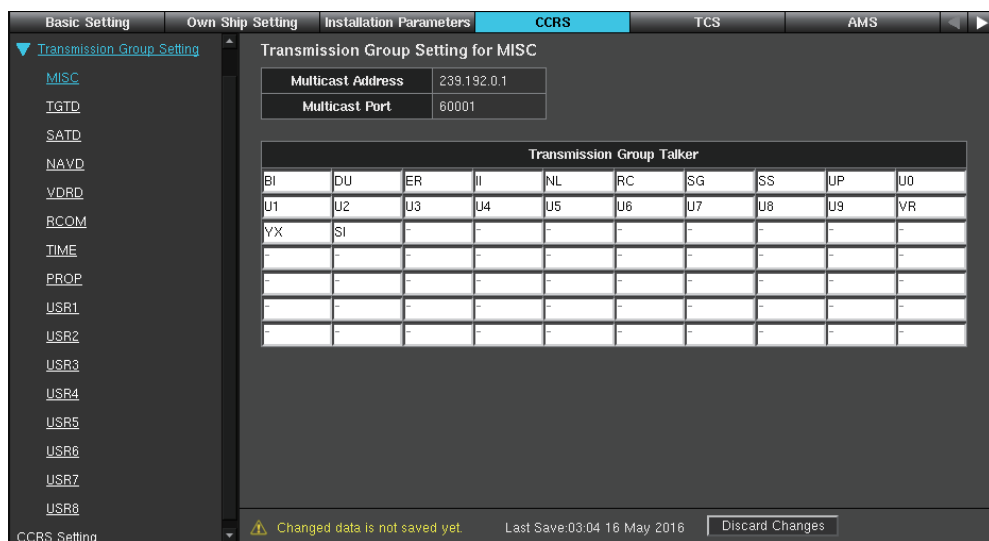 Basic Setting Own Ship Setting Installation Parameters CCRS TCS AMS
Transmission Group Setting
MISC
TGTD
SATD
NAVD
VDRD
RCOM
TIME
PROP
USR1
USR2
USR3
USR4
USR5
USR6
USR7
USR8
CCRS Setting
Transmission Group Setting for MISC
Multicast Address 239.192.0.1
Multicast Port 60001
Transmission Group Talker
BI DU ER II NL RC SG SS UP U0
U1 U2 U3 U4 U5 U6 U7 U8 U9 VR
YX SI - - - - - - - -
- - - - - - - - - -
- - - - - - - - - -
- - - - - - - - - -
- - - - - - - - - -
Changed data is not saved yet. Last Save:03:04 16 May 2016 Discard Changes